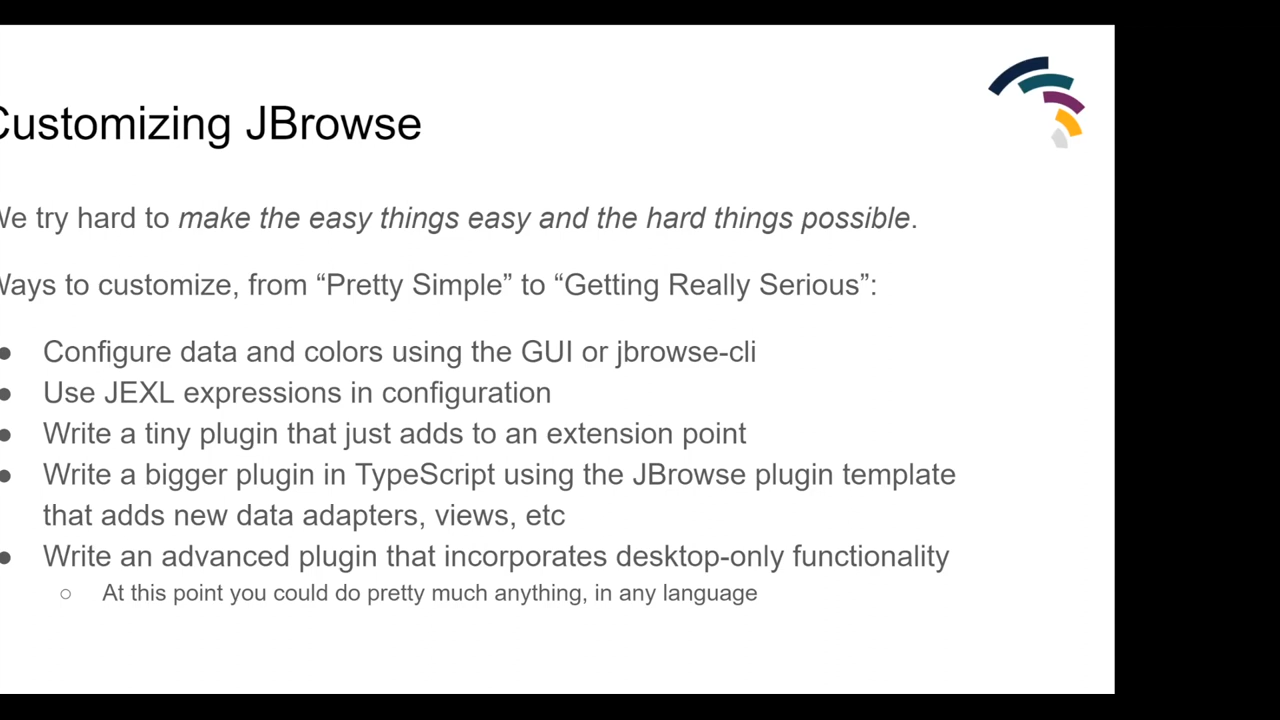 Customizing JBrowse
We try hard to make the easy things easy and the hard things possible.
Ways to customize, from “Pretty Simple” to “Getting Really Serious”:
● Configure data and colors using the GUI or jbrowse-cli
● Use JEXL expressions in configuration
● Write a tiny plugin that just adds to an extension point
● Write a bigger plugin in TypeScript using the JBrowse plugin template
that adds new data adapters, views, etc
● Write an advanced plugin that incorporates desktop-only functionality
○ At this point you could do pretty much anything, in any language